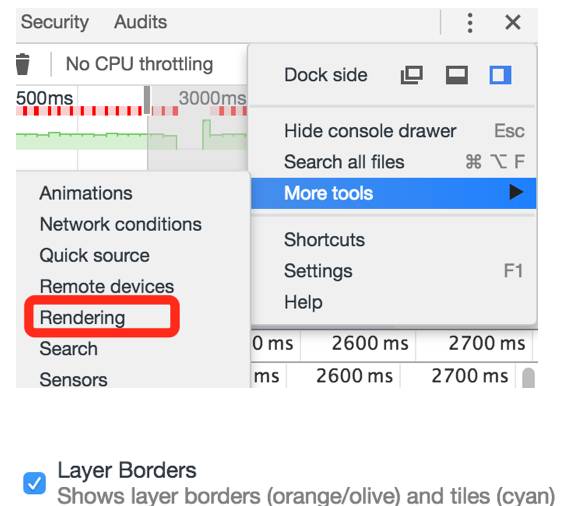 Security Audits
No CPU throttling
500ms 3000ms
Dock side
Hide console drawer Esc
Search all files ⌘ ⌥ F
More tools
Shortcuts
Settings F1
Help
Animations
Network conditions
Quick source
Remote devices
Rendering
Search
Sensors
0 ms 2600 ms 2700 ms
ms 2600 ms 2700 ms
Layer Borders
Shows layer borders (orange/olive) and tiles (cyan)